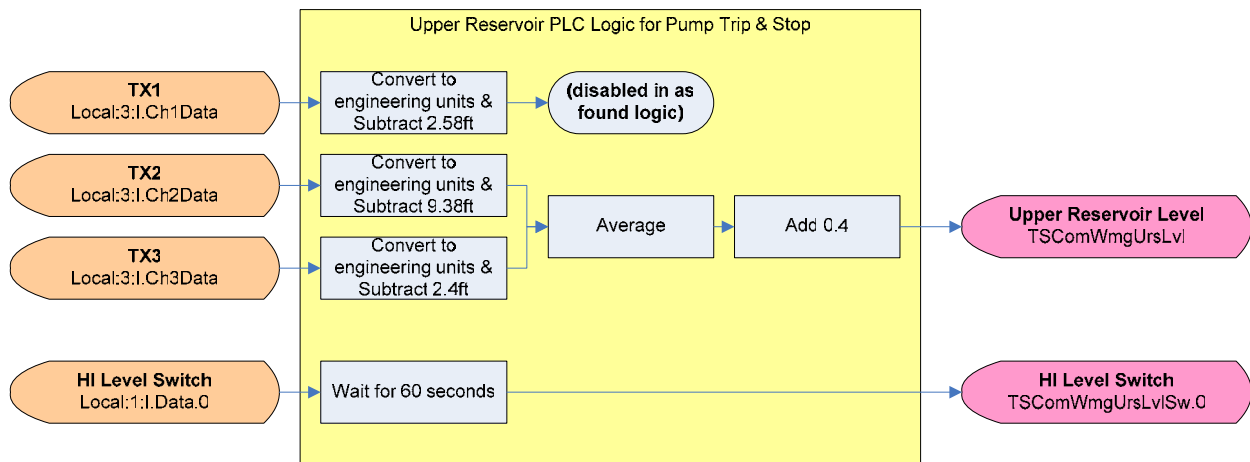 Upper Reservoir PLC Logic for Pump Trip & Stop
TX1
Local:3:I.Ch1Data
Convert to
engineering units &
Subtract 2.58ft
(disabled in as
found logic)
TX2
Local:3:I.Ch2Data
Convert to
engineering units &
Subtract 9.38ft
TX3
Local:3:I.Ch3Data
Convert to
engineering units &
Subtract 2.4ft
Average
Add 0.4
Upper Reservoir Level
TSComWmgUrsLvl
HI Level Switch
Local:1:I.Data.0
Wait for 60 seconds
HI Level Switch
TSComWmgUrsLvlSw.0